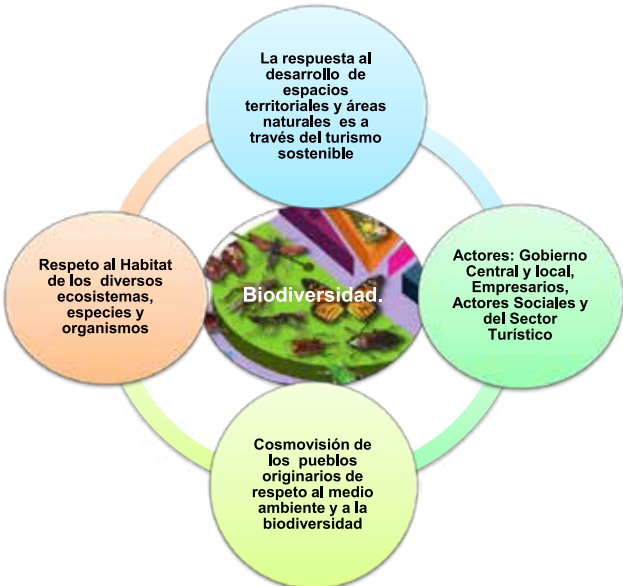 La respuesta al
desarrollo de
espacios
territoriales y áreas
naturales es a
través del turismo
sostenible
Respeto al Habitat
de los diversos
ecosistemas,
especies y
organismos
Biodiversidad.
Actores: Gobierno
Central y local,
Empresarios,
Actores Sociales y
del Sector
Turístico
Cosmovisión de
los pueblos
originarios de
respeto al medio
ambiente y a la
biodiversidad